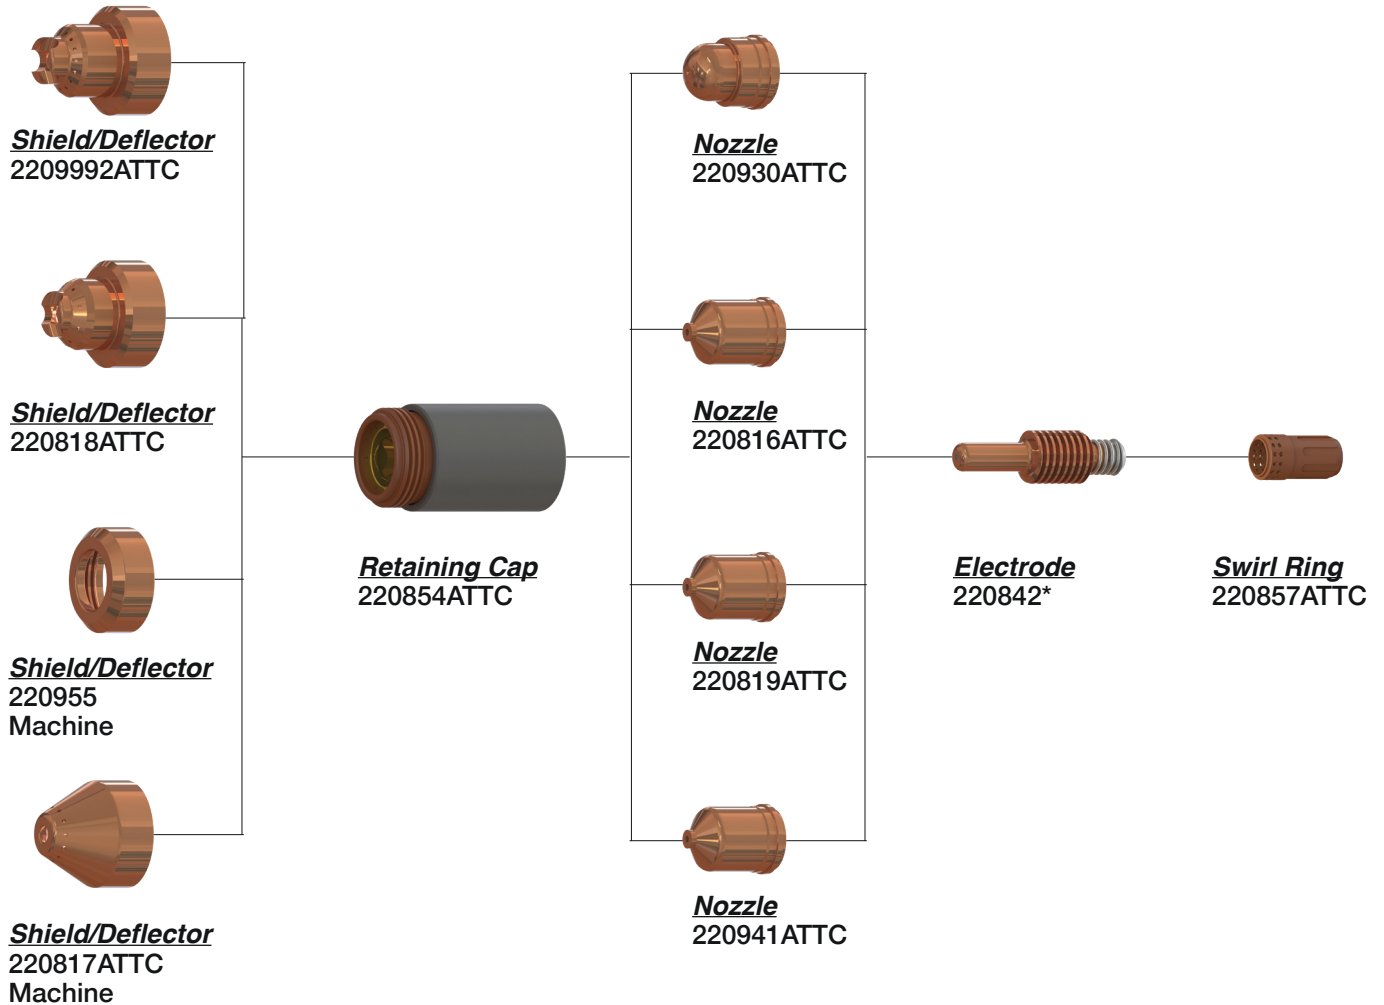 Shield/Deflector
2209992ATTC
Shield/Deflector
220818ATTC
Shield/Deflector
220955
Machine
Shield/Deflector
220817ATTC
Machine
Retaining Cap
220854ATTC
Nozzle
220930ATTC
Nozzle
220816ATTC
Nozzle
220819ATTC
Nozzle
220941ATTC
Electrode
220842*
Swirl Ring
220857ATTC